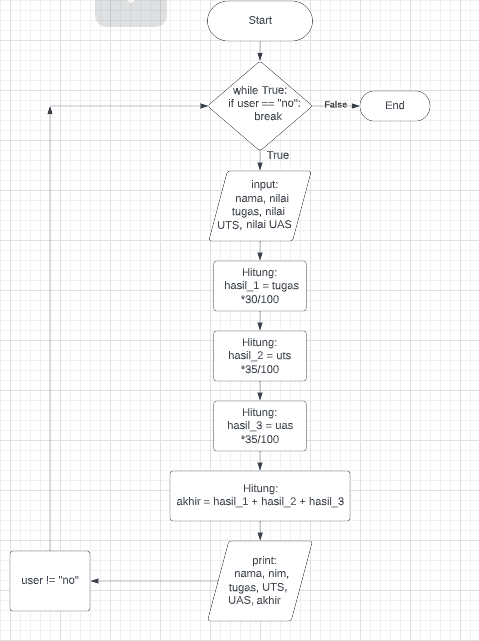 Start
while True:
if user == "no":
break
False
End
True
input:
nama, nilai
tugas, nilai
UTS, nilai UAS
Hitung:
hasil_1 = tugas
*30/100
Hitung:
hasil_2 = uts
*35/100
Hitung:
hasil_3 = uas
*35/100
Hitung:
akhir = hasil_1 + hasil_2 + hasil_3
print:
nama, nim,
tugas, UTS,
UAS, akhir
user != "no"